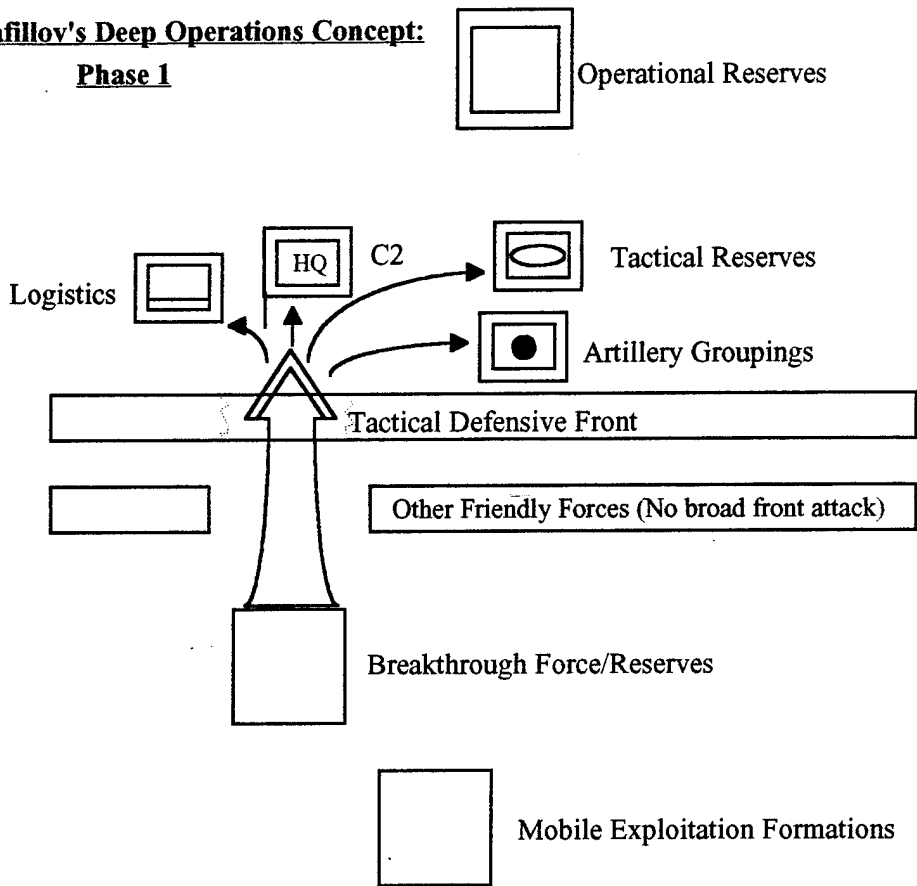 Deep Operations Concept:
Phase 1
Operational Reserves
HQ
C2
Tactical Reserves
Logistics
Artillery Groupings
Tactical Defensive Front
Other Friendly Forces (No broad front attack)
Breakthrough Force/Reserves
Mobile Exploitation Formations